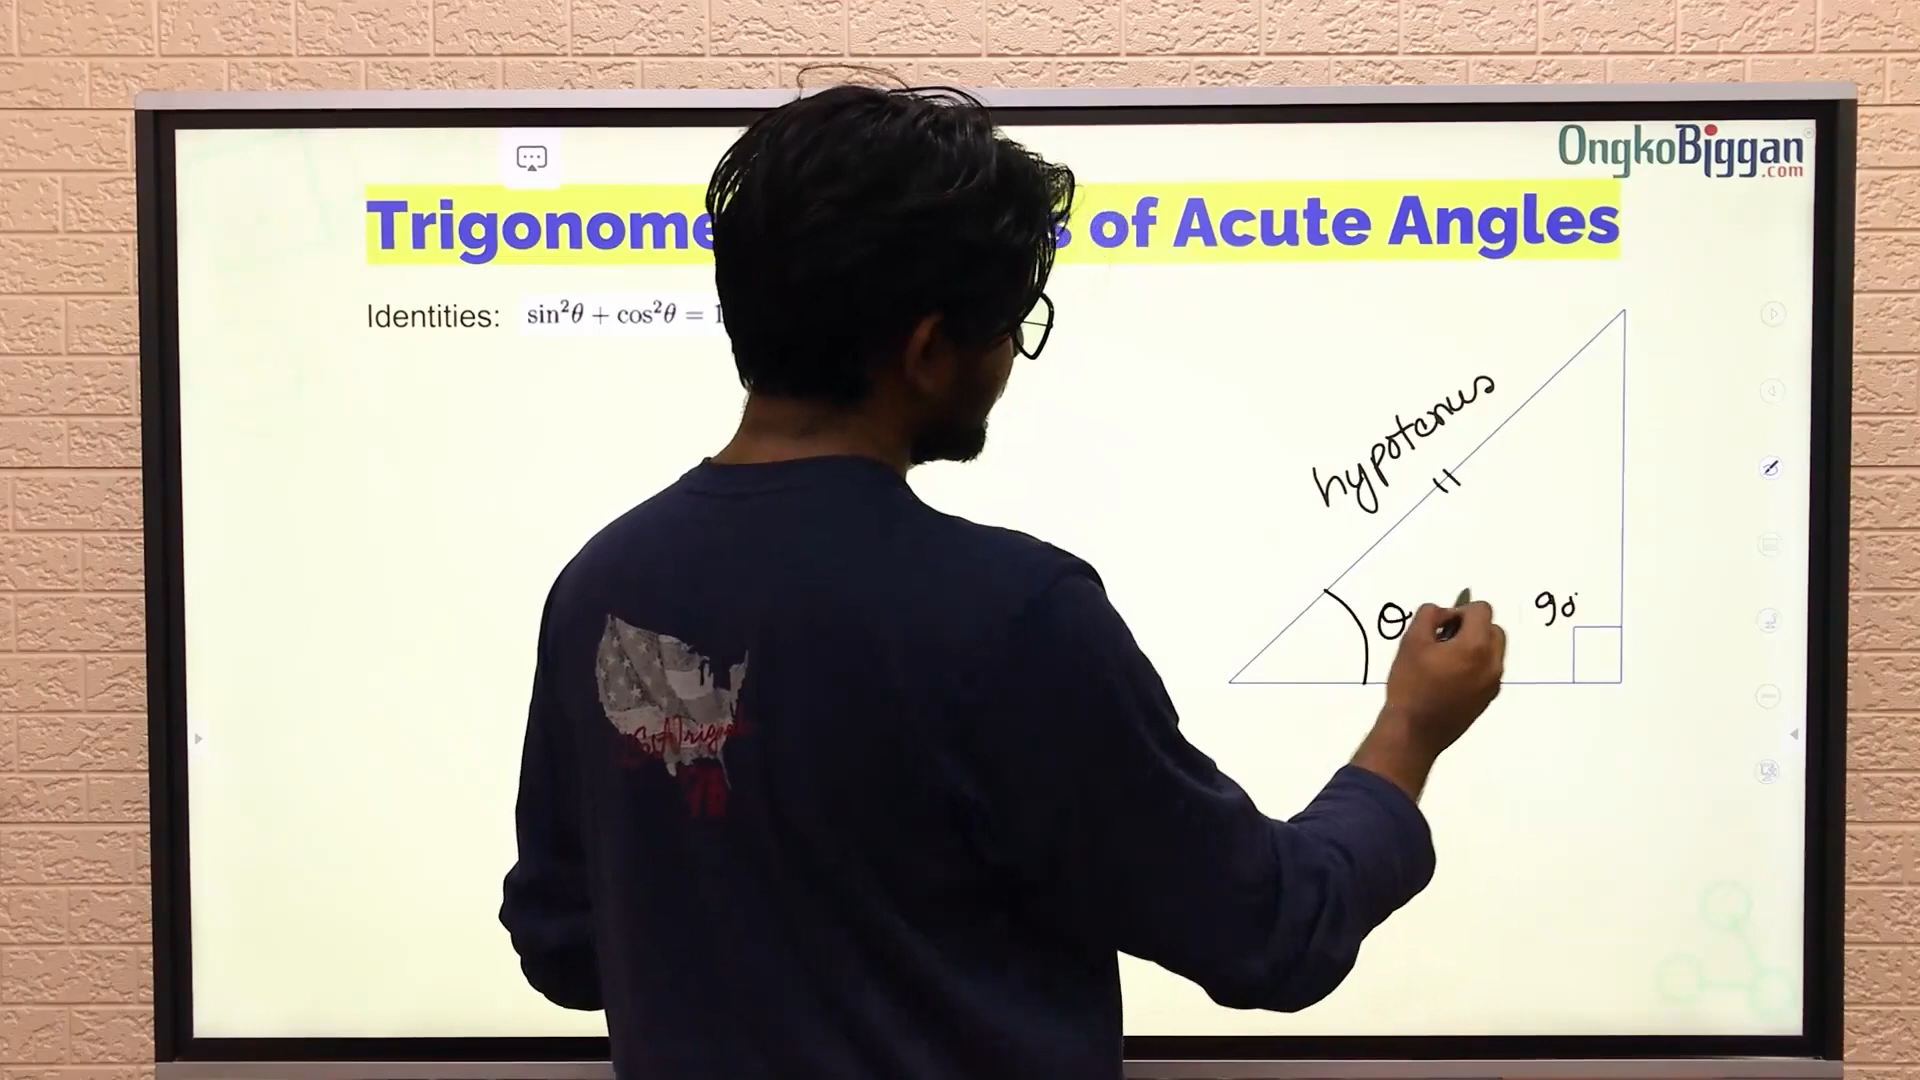 OngkoBiggan
.com
Trigonome s of Acute Angles
Identities: sin²θ + cos²θ = 1
hypotenus
θ
90°